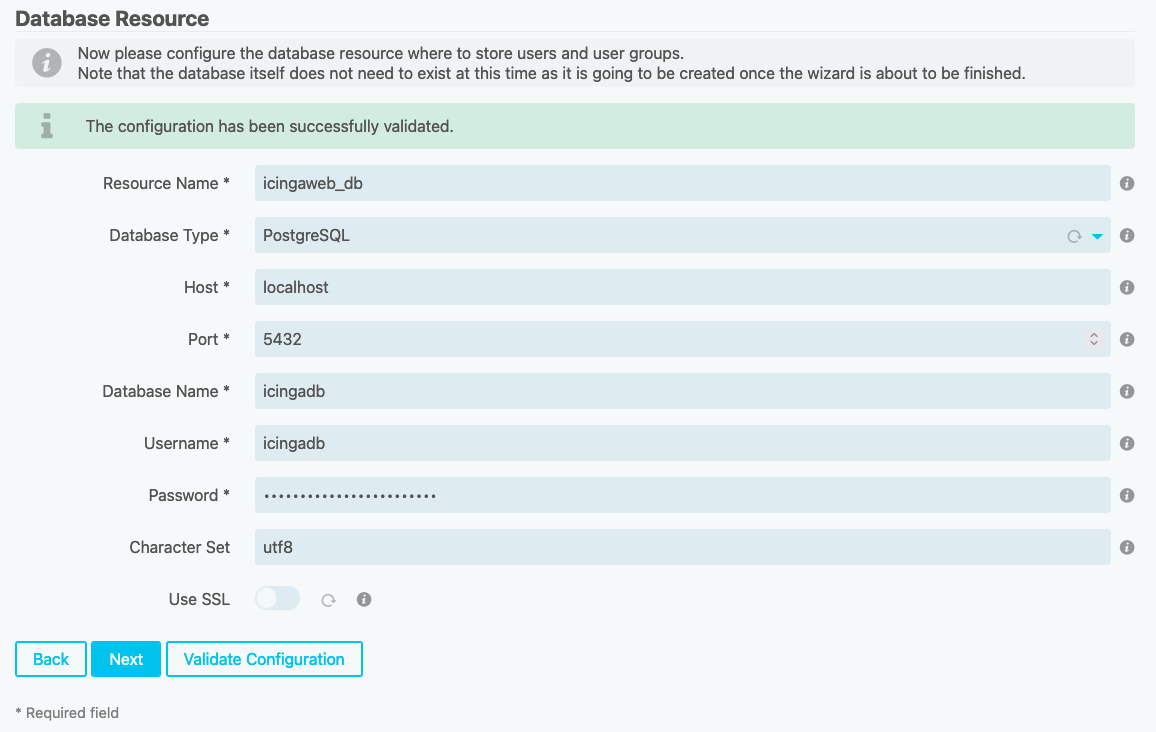 Database Resource
Now please configure the database resource where to store users and user groups.
Note that the database itself does not need to exist at this time as it is going to be created once the wizard is about to be finished.
The configuration has been successfully validated.
Resource Name * icingaweb_db
Database Type * PostgreSQL
Host * localhost
Port * 5432
Database Name * icingadb
Username * icingadb
Password * ••••••••••••••••••••••••
Character Set utf8
Use SSL
Back Next Validate Configuration
* Required field